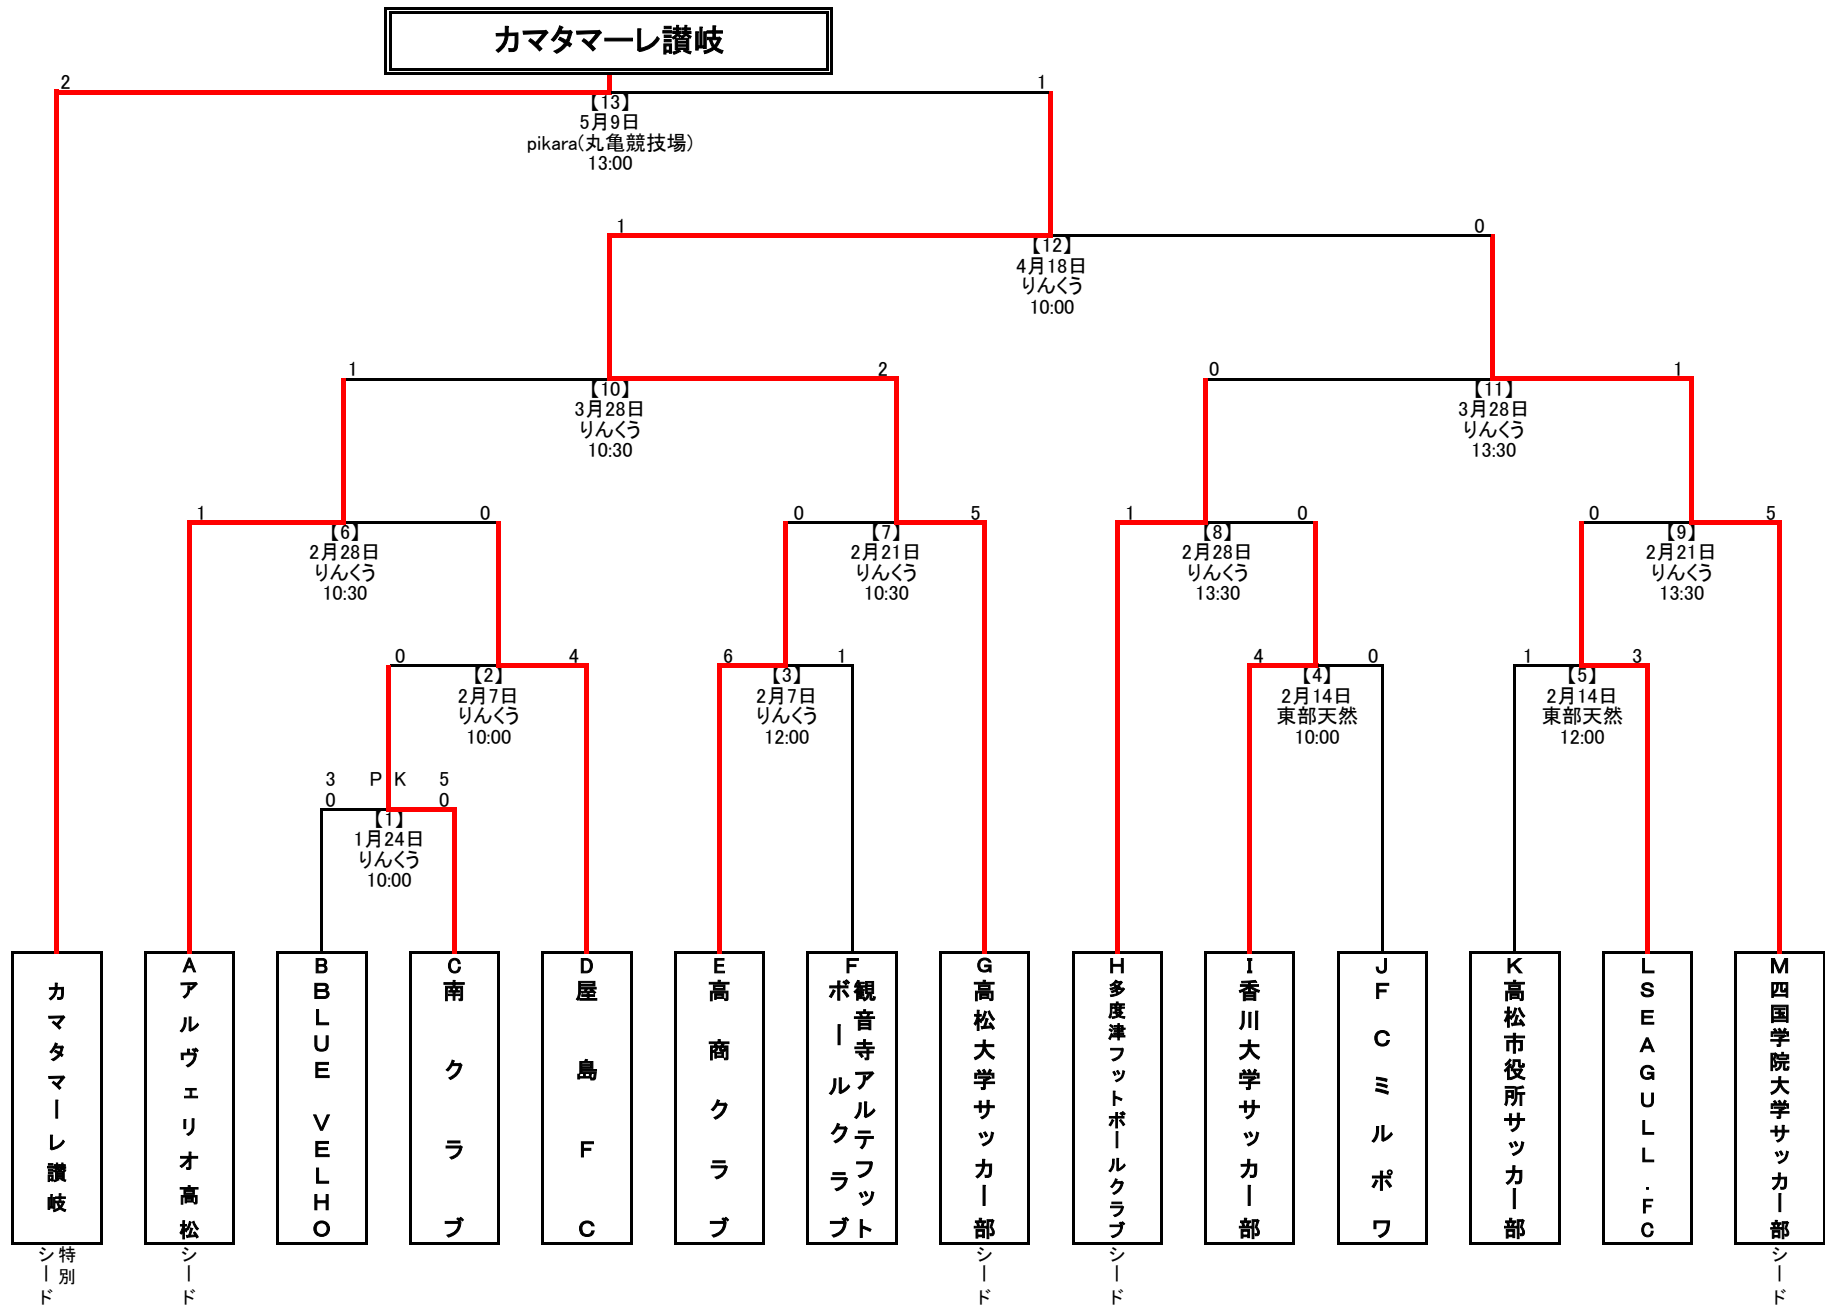 カマタマーレ讃岐
2
1
【13】
5月9日
pikara(丸亀競技場)
13:00
1
0
【12】
4月18日
りんくう
10:00
1
2
0
1
【10】
3月28日
りんくう
10:30
【11】
3月28日
りんくう
13:30
1
0
0
5
1
0
0
5
【6】
2月28日
りんくう
10:30
【7】
2月21日
りんくう
10:30
【8】
2月28日
りんくう
13:30
【9】
2月21日
りんくう
13:30
0
4
6
1
4
0
1
3
【2】
2月7日
りんくう
10:00
【3】
2月7日
りんくう
12:00
【4】
2月14日
東部天然
10:00
【5】
2月14日
東部天然
12:00
3 PK 5
0
0
【1】
1月24日
りんくう
10:00
カマタマーレ讃岐
特別
シード
A
アルヴェリオ高松
シード
B
BLUE VELHO
C
南クラブ
D
屋島FC
E
高商クラブ
F
観音寺アルテフット
ボールクラブ
G
高松大学サッカー部
シード
H
多度津フットボールクラブ
シード
I
香川大学サッカー部
J
FCミルポワ
K
高松市役所サッカー部
L
SEAGULL.FC
M
四国学院大学サッカー部
シード